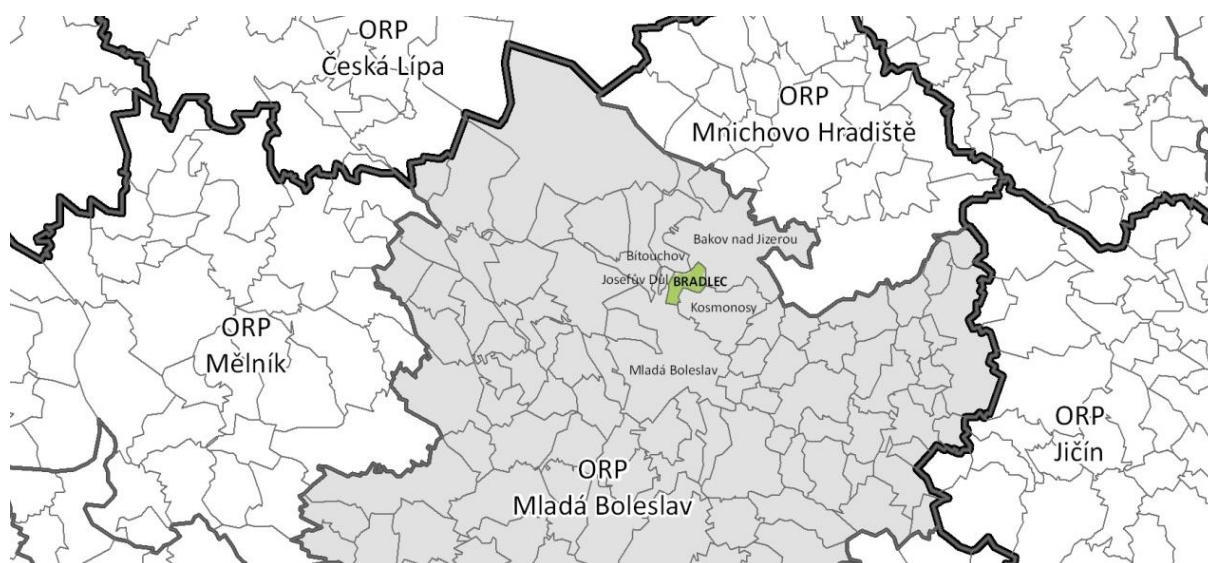 ORP
Česká Lípa
ORP
Mnichovo Hradiště
Bakov nad Jizerou
Bítouchov
Josefův Důl
BRADLEC
Kosmonosy
ORP
Mělník
Mladá Boleslav
ORP
Jičín
ORP
Mladá Boleslav